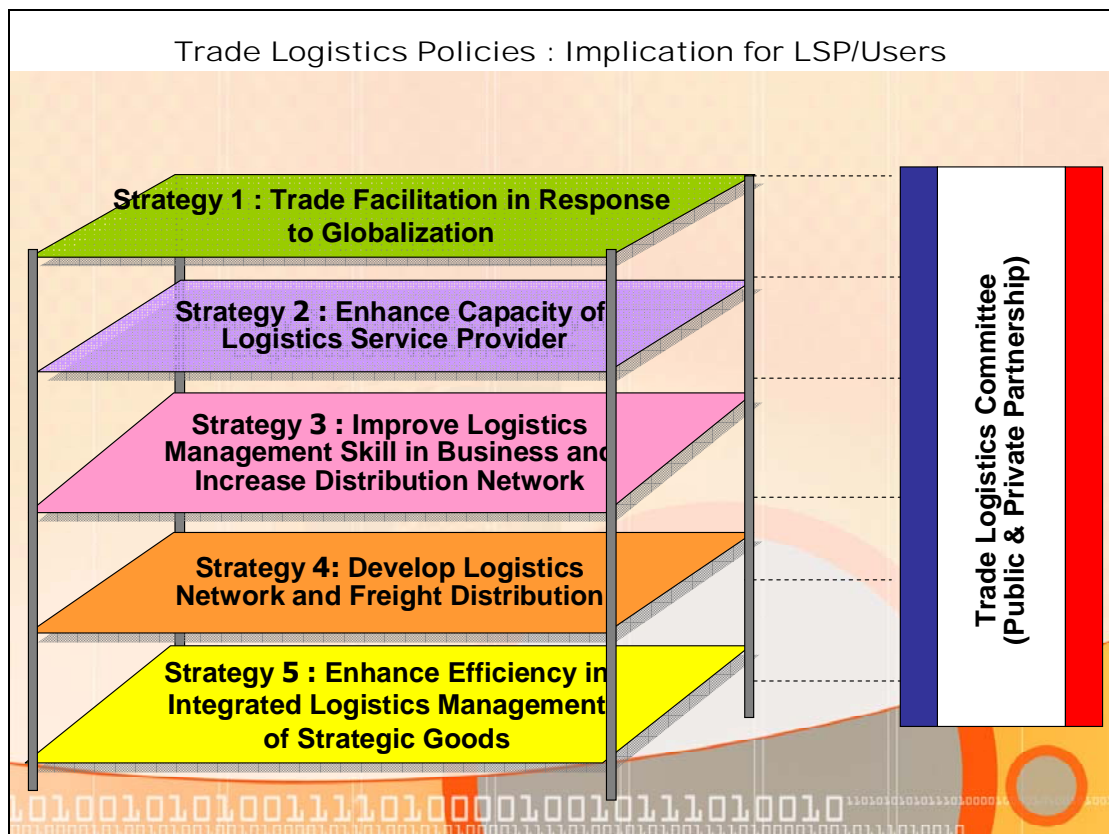 Trade Logistics Policies : Implication for LSP/Users
Strategy 1 : Trade Facilitation in Response
to Globalization
Strategy 2 : Enhance Capacity of
Logistics Service Provider
Strategy 3 : Improve Logistics
Management Skill in Business and
Increase Distribution Network
Strategy 4: Develop Logistics
Network and Freight Distribution
Strategy 5 : Enhance Efficiency in
Integrated Logistics Management
of Strategic Goods
Trade Logistics Committee
(Public & Private Partnership)